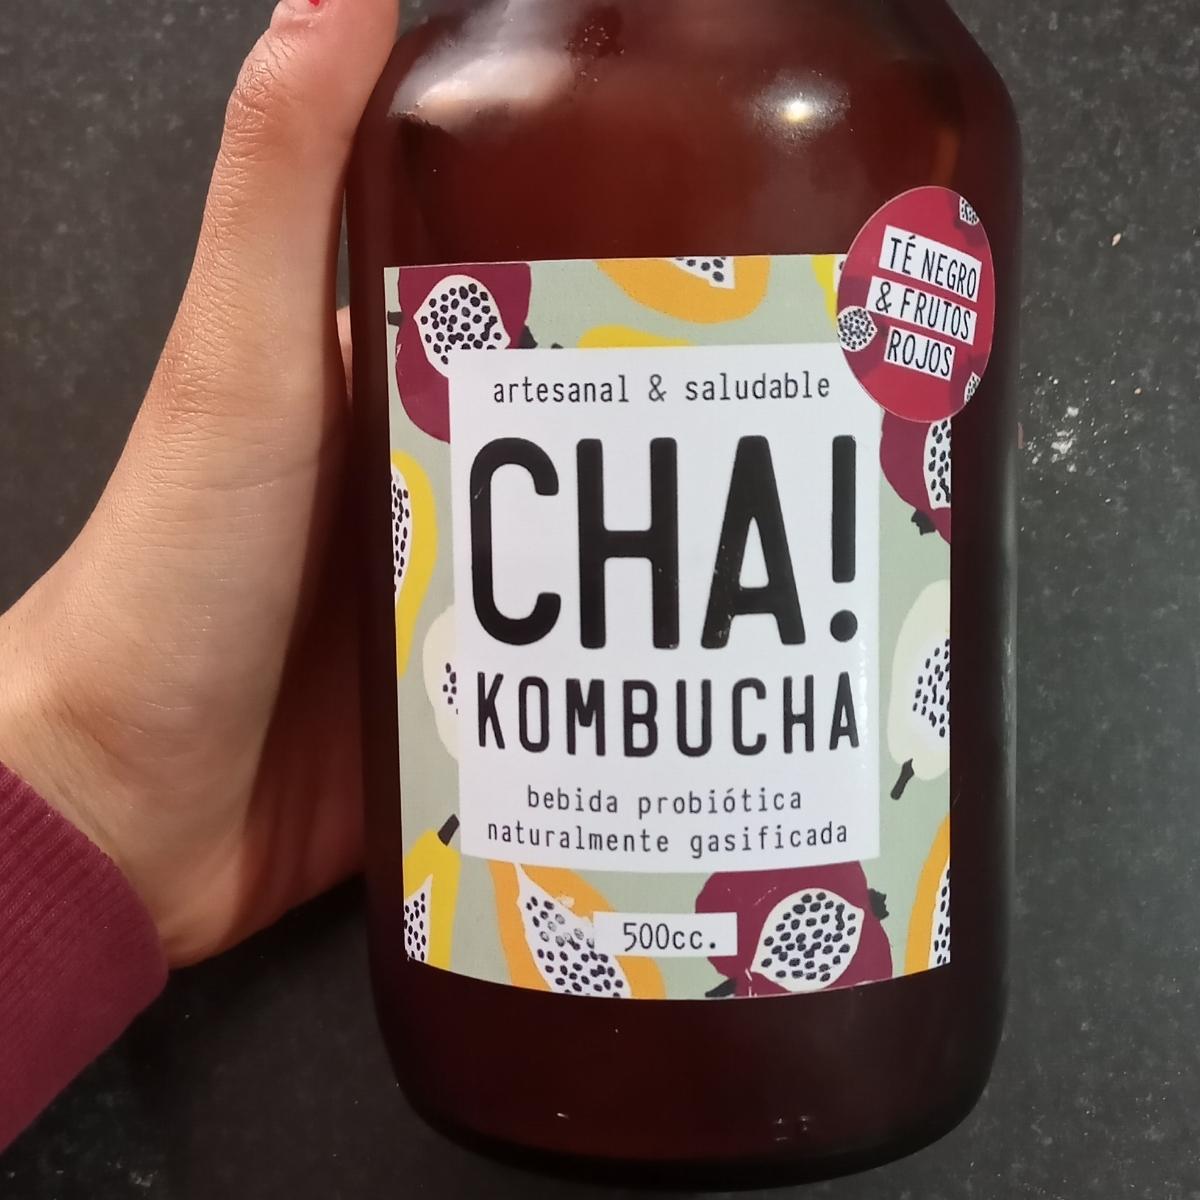 TÉ NEGRO
& FRUTOS
ROJOS
artesanal & saludable
CHA!
KOMBUCHA
bebida probiótica
naturalmente gasificada
500cc.